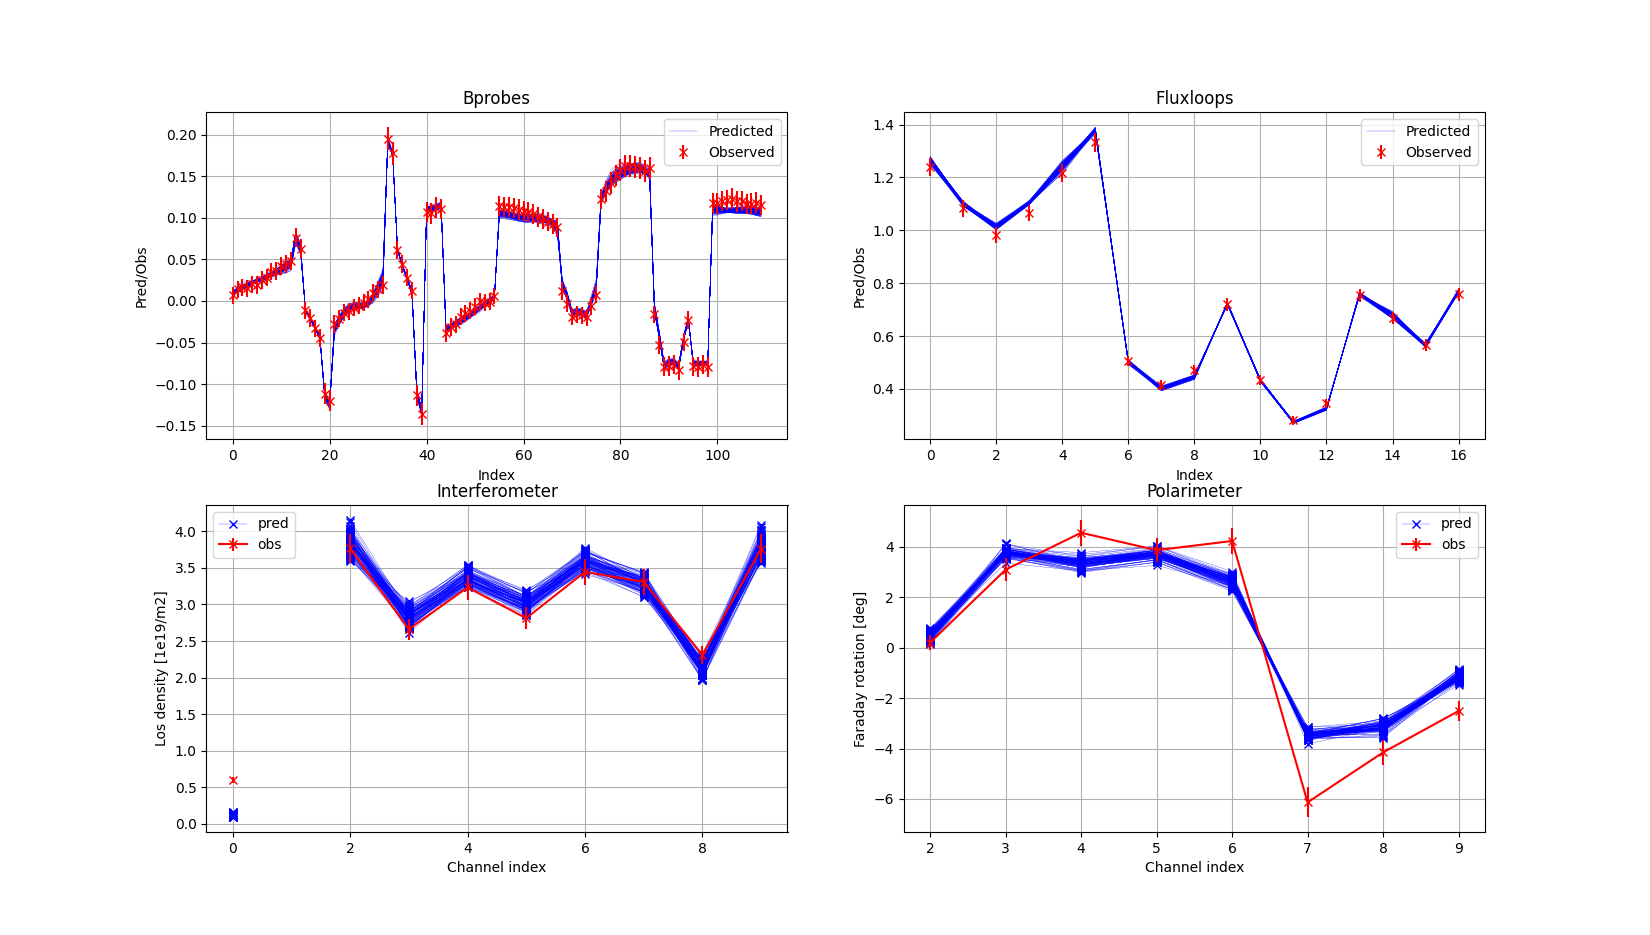 Bprobes
Predicted
Observed
Pred/Obs
0.20
0.15
0.10
0.05
0.00
−0.05
−0.10
−0.15
0 20 40 60 80 100
Index
Fluxloops
Predicted
Observed
Pred/Obs
1.4
1.2
1.0
0.8
0.6
0.4
0 2 4 6 8 10 12 14 16
Index
Interferometer
pred
obs
Los density [1e19/m2]
4.0
3.5
3.0
2.5
2.0
1.5
1.0
0.5
0.0
0 2 4 6 8
Channel index
Polarimeter
pred
obs
Faraday rotation [deg]
4
2
0
−2
−4
−6
2 3 4 5 6 7 8 9
Channel index